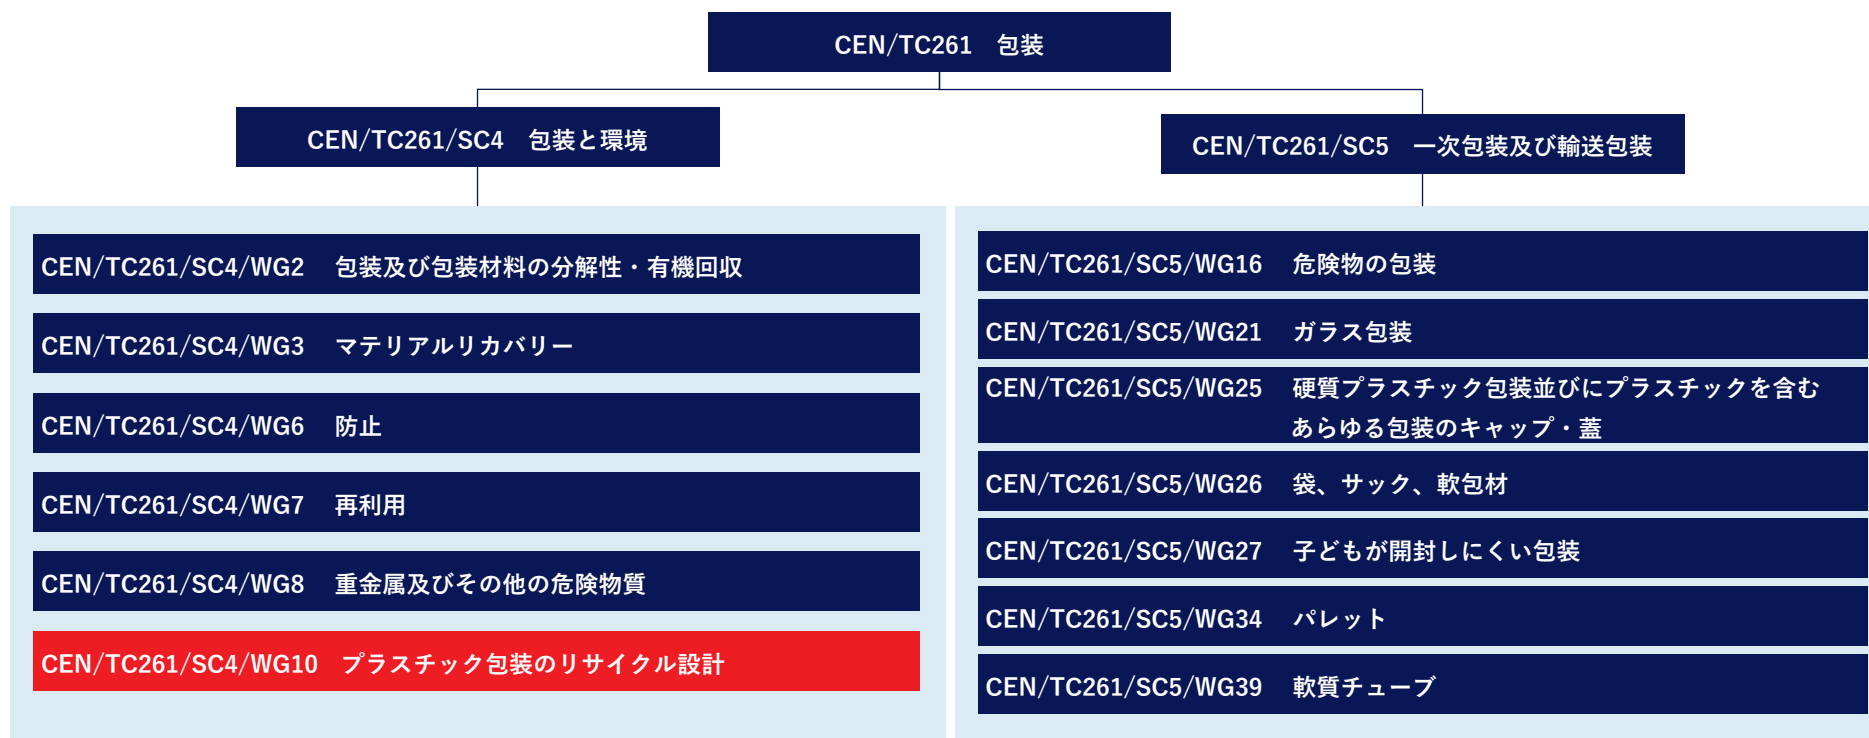 CEN/TC261　包装
CEN/TC261/SC4　包装と環境
CEN/TC261/SC5　一次包装及び輸送包装
CEN/TC261/SC4/WG2　包装及び包装材料の分解性・有機回収
CEN/TC261/SC4/WG3　マテリアルリカバリー
CEN/TC261/SC4/WG6　防止
CEN/TC261/SC4/WG7　再利用
CEN/TC261/SC4/WG8　重金属及びその他の危険物質
CEN/TC261/SC4/WG10　プラスチック包装のリサイクル設計
CEN/TC261/SC5/WG16　危険物の包装
CEN/TC261/SC5/WG21　ガラス包装
CEN/TC261/SC5/WG25　硬質プラスチック包装並びにプラスチックを含む
あらゆる包装のキャップ・蓋
CEN/TC261/SC5/WG26　袋、サック、軟包材
CEN/TC261/SC5/WG27　子どもが開封しにくい包装
CEN/TC261/SC5/WG34　パレット
CEN/TC261/SC5/WG39　軟質チューブ